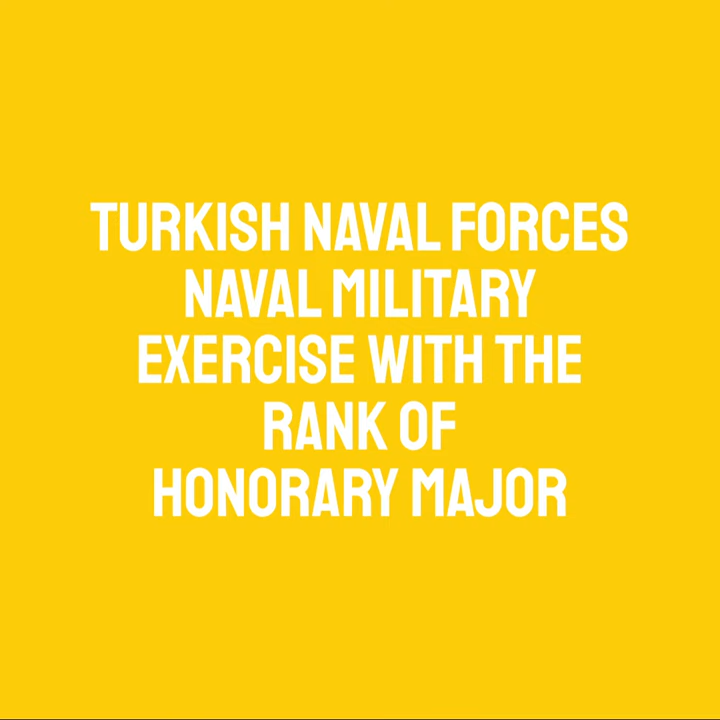 TURKISH NAVAL FORCES
NAVAL MILITARY
EXERCISE WITH THE
RANK OF
HONORARY MAJOR